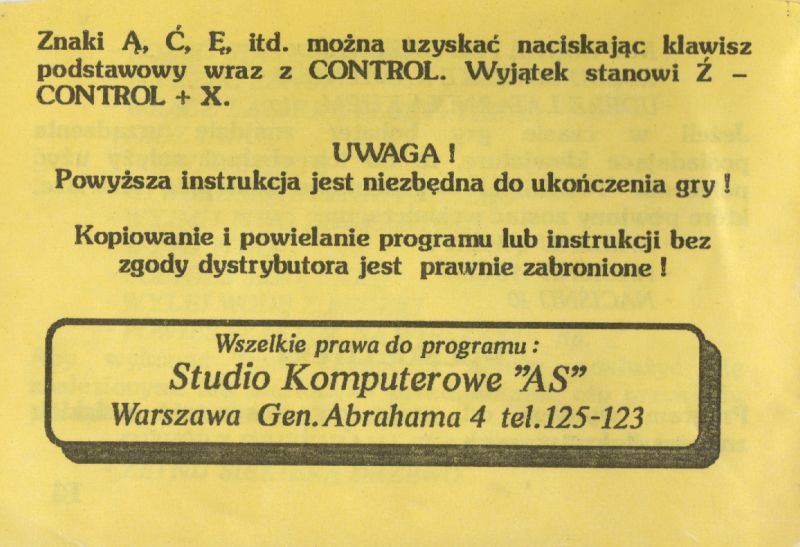 Znaki Ą, Ć, Ę, itd. można uzyskać naciskając klawisz
podstawowy wraz z CONTROL. Wyjątek stanowi Ź –
CONTROL + X.
UWAGA !
Powyższa instrukcja jest niezbędna do ukończenia gry !
Kopiowanie i powielanie programu lub instrukcji bez
zgody dystrybutora jest prawnie zabronione !
Wszelkie prawa do programu :
Studio Komputerowe "AS"
Warszawa Gen. Abrahama 4 tel.125-123